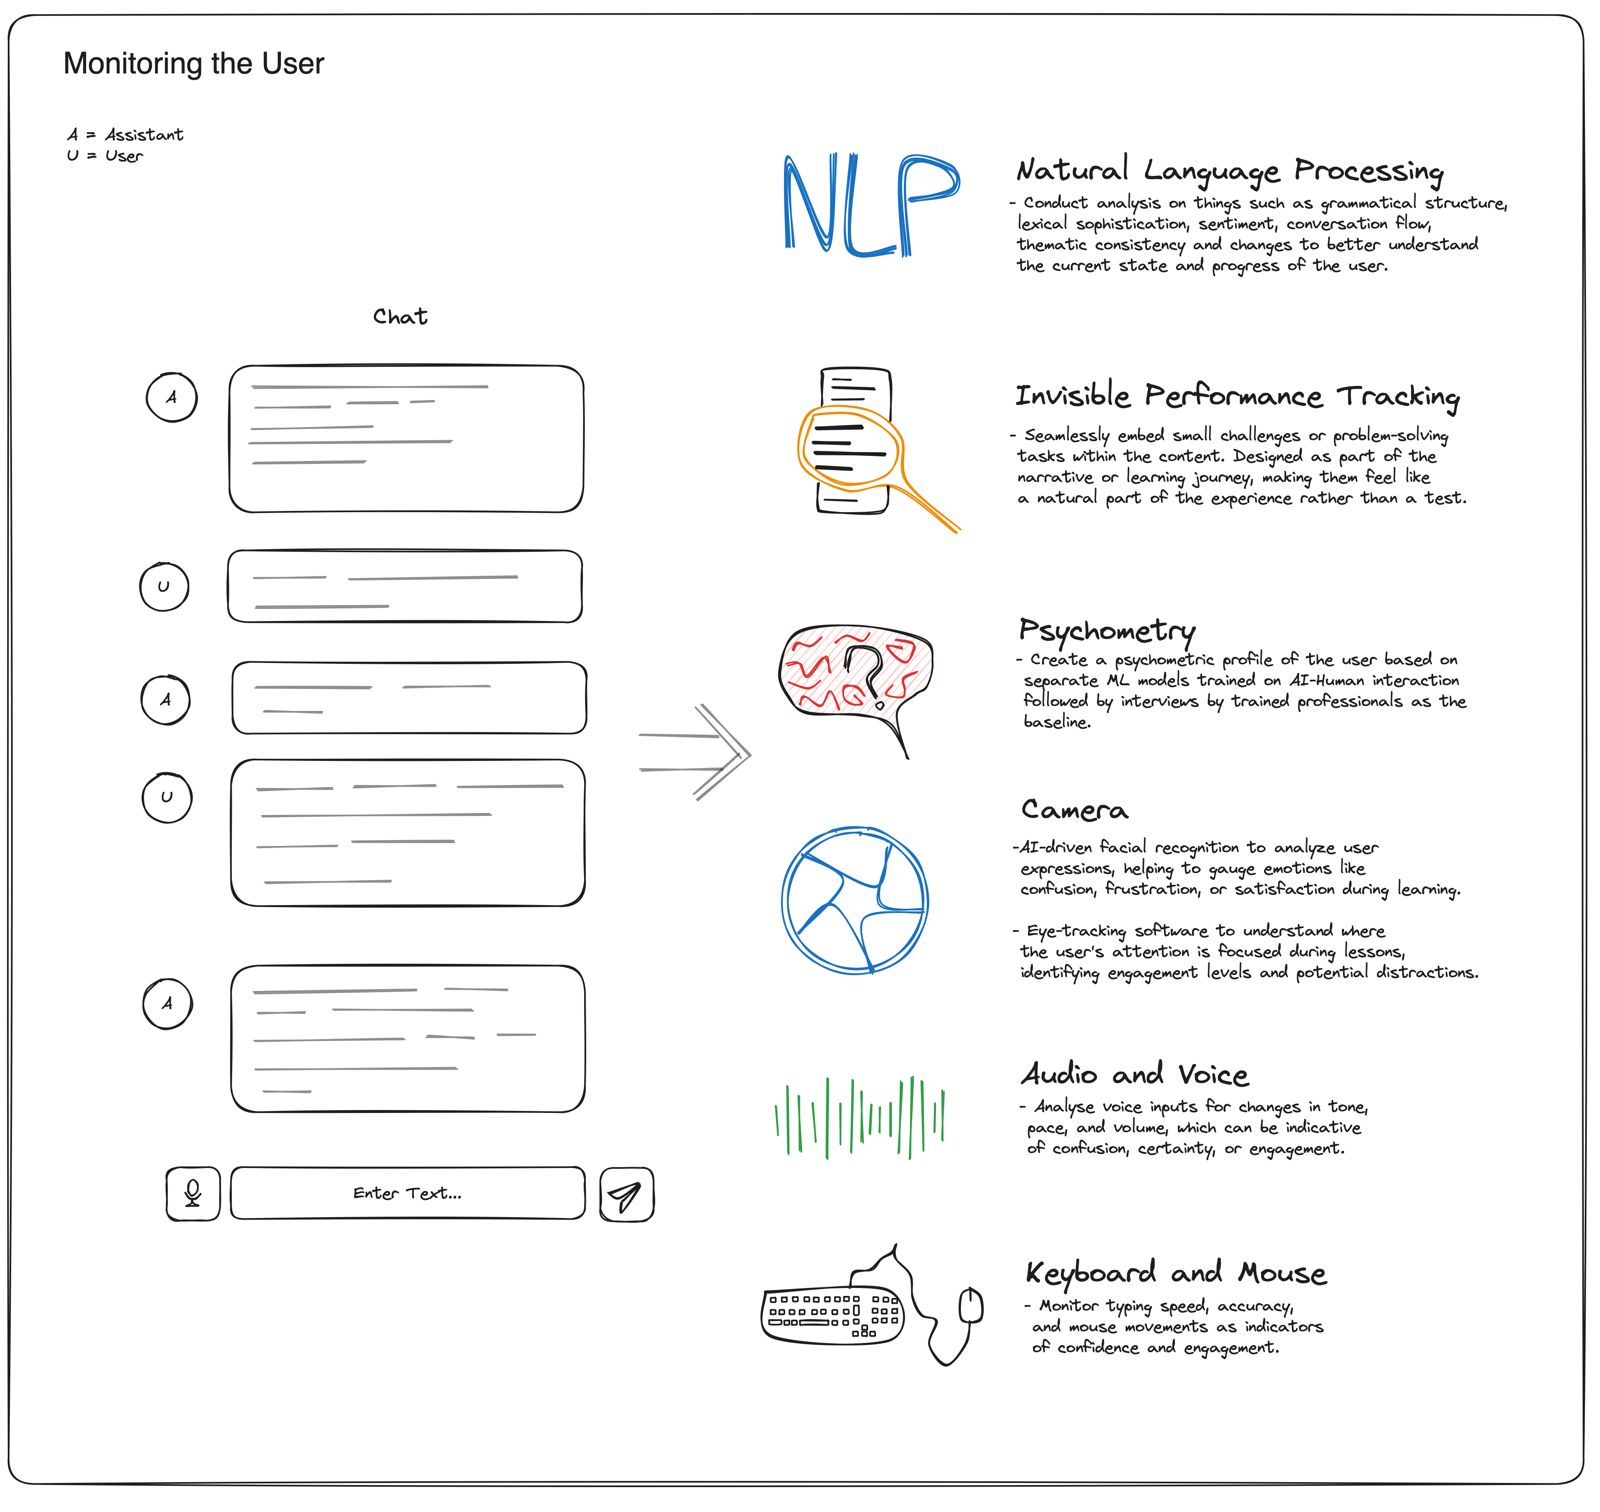 Monitoring the User
A = Assistant
U = User
Chat
A
U
A
U
A
Enter Text...
NLP
Natural Language Processing
- Conduct analysis on things such as grammatical structure,
lexical sophistication, sentiment, conversation flow,
thematic consistency and changes to better understand
the current state and progress of the user.
Invisible Performance Tracking
- Seamlessly embed small challenges or problem-solving
tasks within the content. Designed as part of the
narrative or learning journey, making them feel like
a natural part of the experience rather than a test.
?
Psychometry
- Create a psychometric profile of the user based on
separate ML models trained on AI-Human interaction
followed by interviews by trained professionals as the
baseline.
Camera
-AI-driven facial recognition to analyze user
expressions, helping to gauge emotions like
confusion, frustration, or satisfaction during learning.
- Eye-tracking software to understand where
the user's attention is focused during lessons,
identifying engagement levels and potential distractions.
Audio and Voice
- Analyse voice inputs for changes in tone,
pace, and volume, which can be indicative
of confusion, certainty, or engagement.
Keyboard and Mouse
- Monitor typing speed, accuracy,
and mouse movements as indicators
of confidence and engagement.